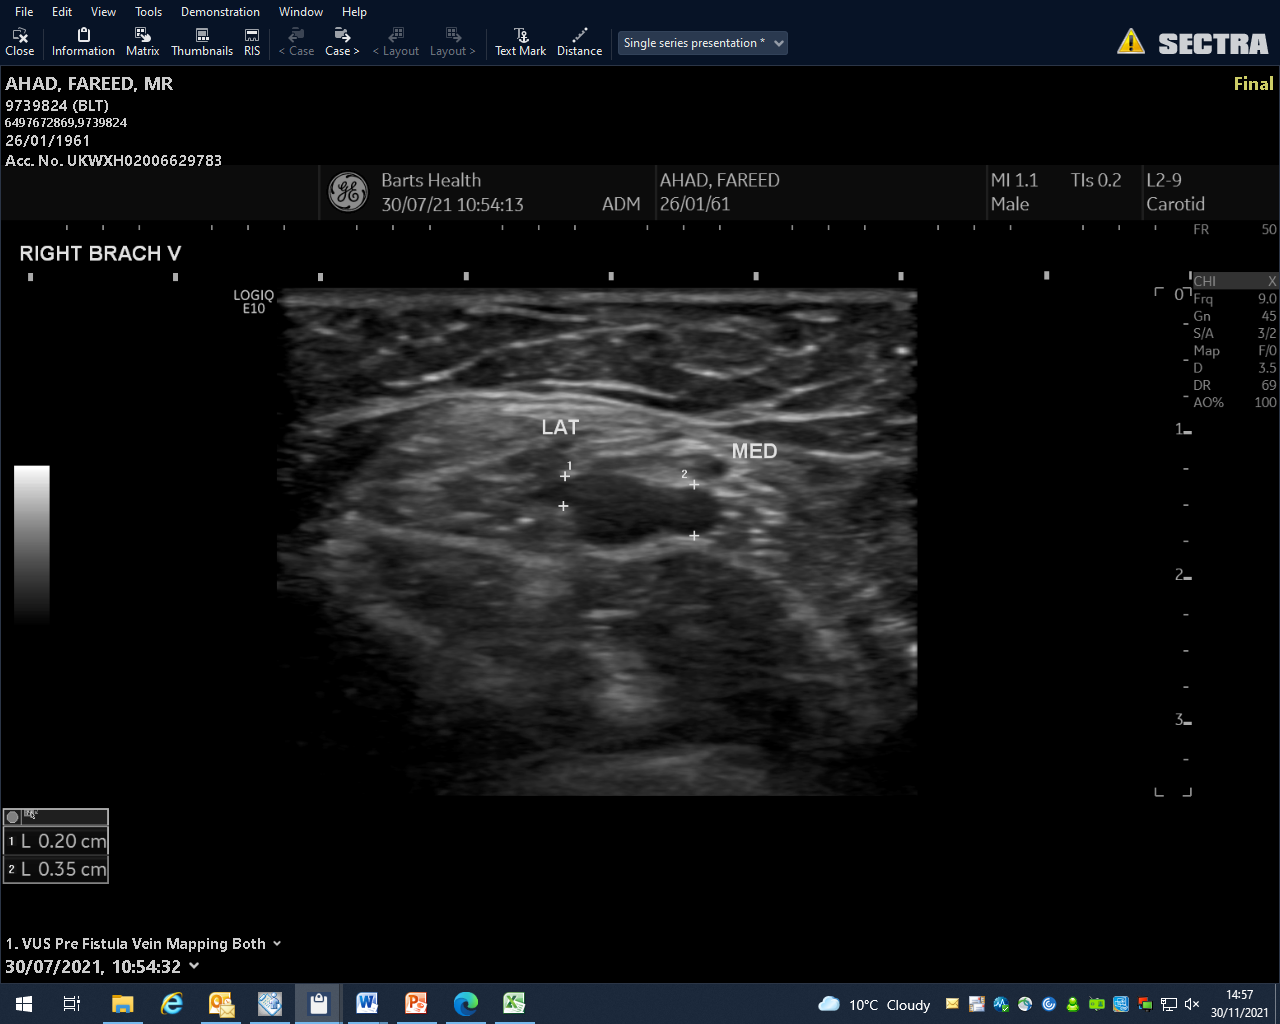 File Edit View Tools Demonstration Window Help
Close Information Matrix Thumbnails RIS < Case Case > < Layout Layout > Text Mark Distance Single series presentation * SECTRA
AHAD, FAREED, MR Final
9739824 (BLT)
6497672869,9739824
26/01/1961
Acc. No. UKWXH02006629783
GE Barts Health AHAD, FAREED MI 1.1 TIs 0.2 L2-9
30/07/21 10:54:13 ADM 26/01/61 Male Carotid
FR 50
RIGHT BRACH V
CHI X
LOGIQ 0 Frq 9.0
E10 Gn 45
S/A 3/2
Map F/0
D 3.5
DR 69
AO% 100
LAT 1
MED
1 2
2
3
1 L 0.20 cm
2 L 0.35 cm
1. VUS Pre Fistula Vein Mapping Both
30/07/2021, 10:54:32
10°C Cloudy 14:57
30/11/2021